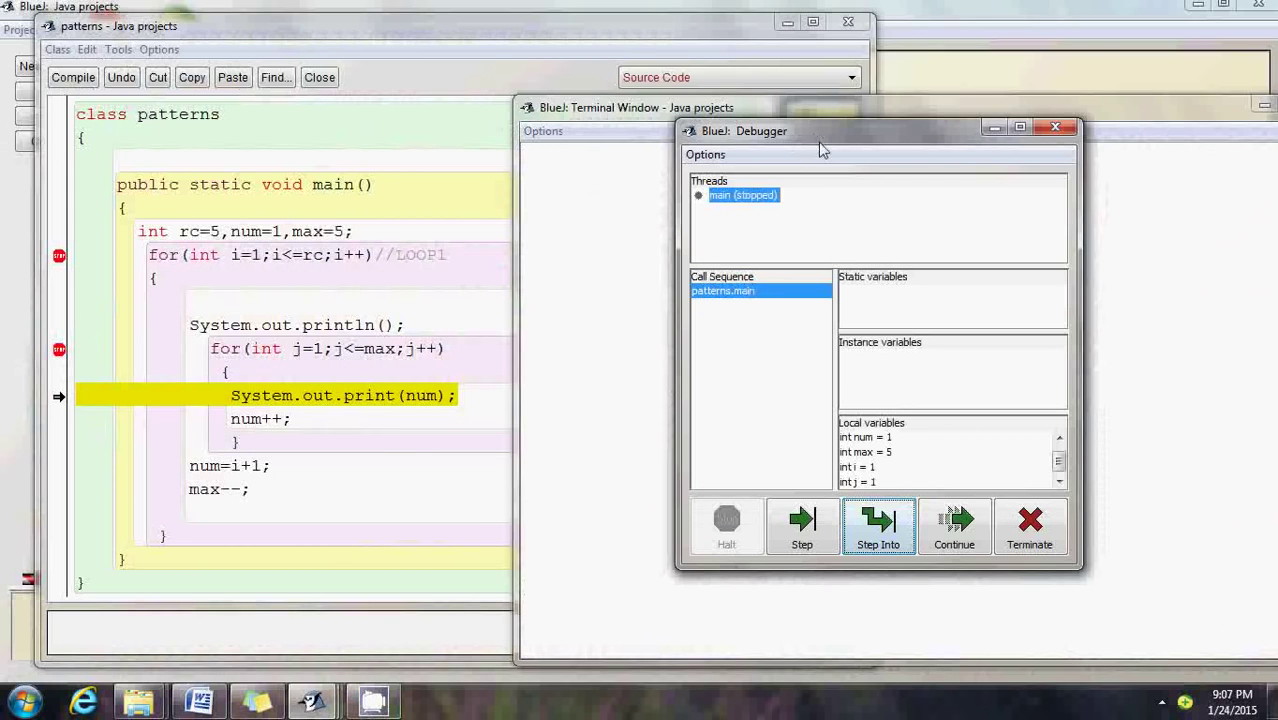 BlueJ: Java projects
patterns - Java projects
Class Edit Tools Options
Compile Undo Cut Copy Paste Find... Close
Source Code
class patterns
{
public static void main()
{
int rc=5,num=1,max=5;
for(int i=1;i<=rc;i++)//LOOP1
{
System.out.println();
for(int j=1;j<=max;j++)
{
System.out.print(num);
num++;
}
num=i+1;
max--;
}
}
}
BlueJ: Terminal Window - Java projects
Options
BlueJ: Debugger
Options
Threads
main (stopped)
Call Sequence
patterns.main
Static variables
Instance variables
Local variables
int num = 1
int max = 5
int i = 1
int j = 1
Halt Step Step Into Continue Terminate
9:07 PM
1/24/2015